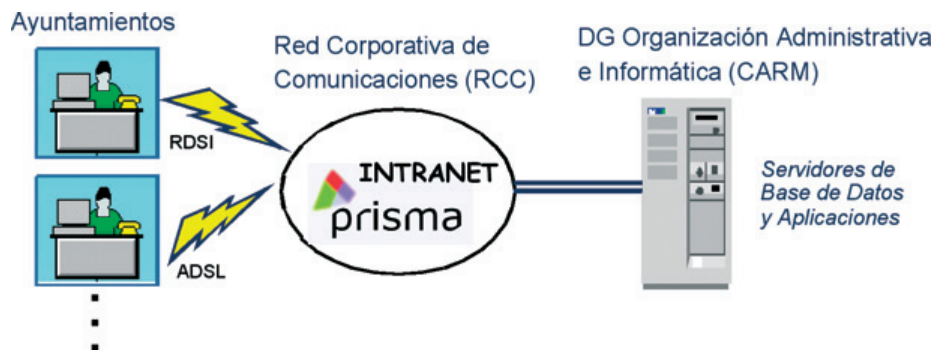 Ayuntamientos
RDSI
ADSL
Red Corporativa de
Comunicaciones (RCC)
INTRANET
prisma
DG Organización Administrativa
e Informática (CARM)
Servidores de
Base de Datos
y Aplicaciones